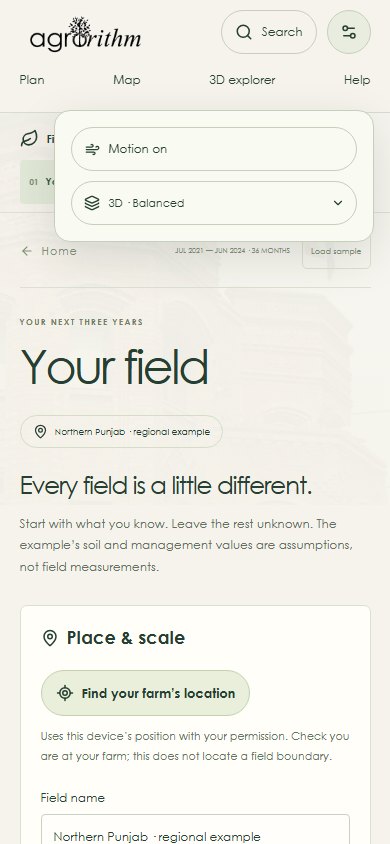 agrorithm
Search
Plan
Map
3D explorer
Help
Motion on
3D · Balanced
01
Home
JUL 2021 — JUN 2024 · 36 MONTHS
Load sample
YOUR NEXT THREE YEARS
Your field
Northern Punjab · regional example
Every field is a little different.
Start with what you know. Leave the rest unknown. The
example's soil and management values are assumptions,
not field measurements.
Place & scale
Find your farm's location
Uses this device's position with your permission. Check you
are at your farm; this does not locate a field boundary.
Field name
Northern Punjab · regional example